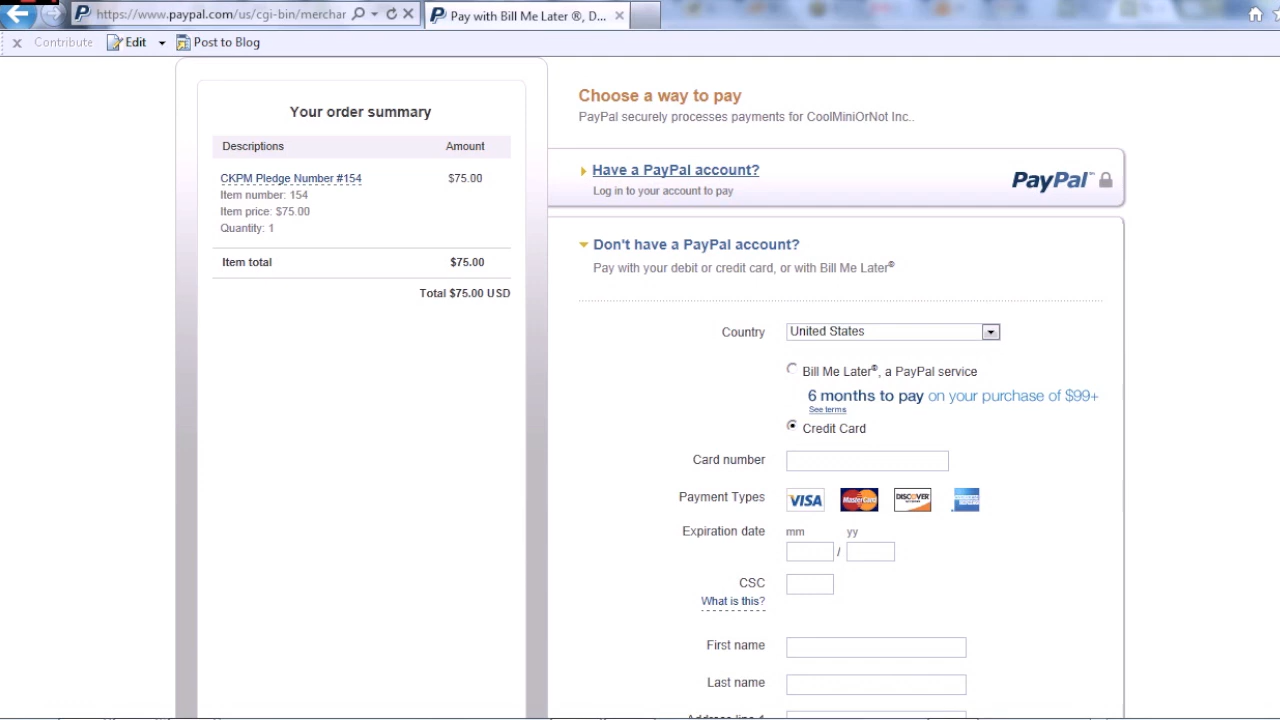 https://www.paypal.com/us/cgi-bin/merchar
Pay with Bill Me Later ®, D...
Contribute Edit Post to Blog
Your order summary
Descriptions Amount
CKPM Pledge Number #154 $75.00
Item number: 154
Item price: $75.00
Quantity: 1
Item total $75.00
Total $75.00 USD
Choose a way to pay
PayPal securely processes payments for CoolMiniOrNot Inc..
Have a PayPal account?
Log in to your account to pay
PayPal™
Don't have a PayPal account?
Pay with your debit or credit card, or with Bill Me Later®
Country United States
Bill Me Later®, a PayPal service
6 months to pay on your purchase of $99+
See terms
Credit Card
Card number
Payment Types VISA MasterCard DISCOVER
Expiration date mm yy
/
CSC
What is this?
First name
Last name
Address line 1